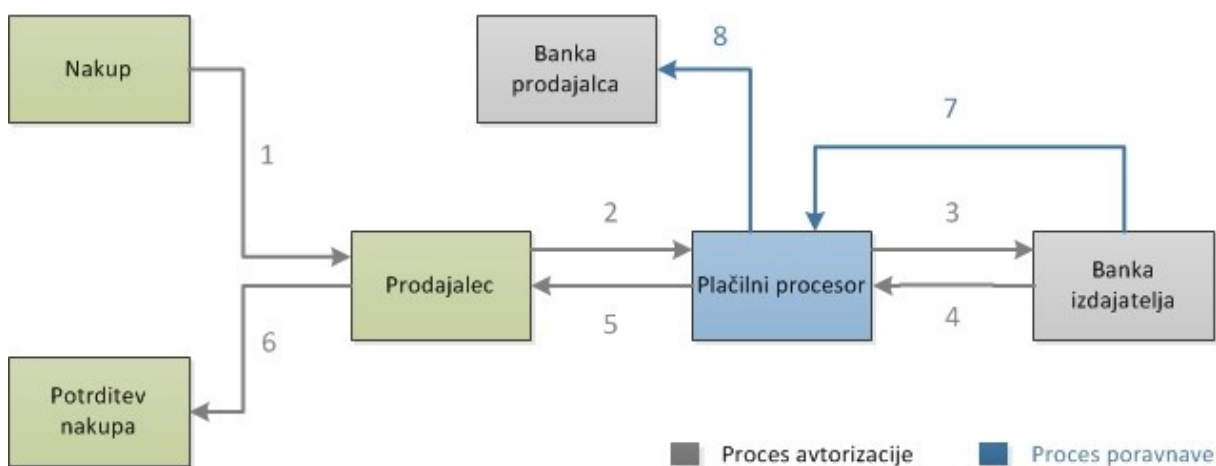 Nakup
Banka
prodajalca
8
7
1
2
3
Prodajalec
Plačilni procesor
Banka
izdajatelja
6
5
4
Potrditev
nakupa
Proces avtorizacije
Proces poravnave